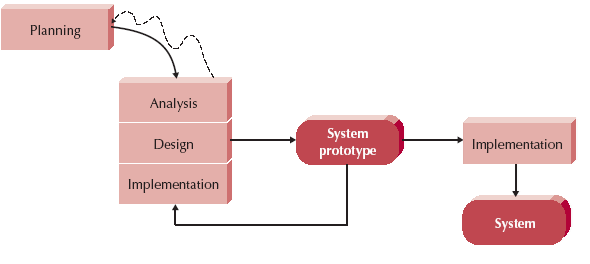 Planning
Analysis
Design
Implementation
System
prototype
Implementation
System